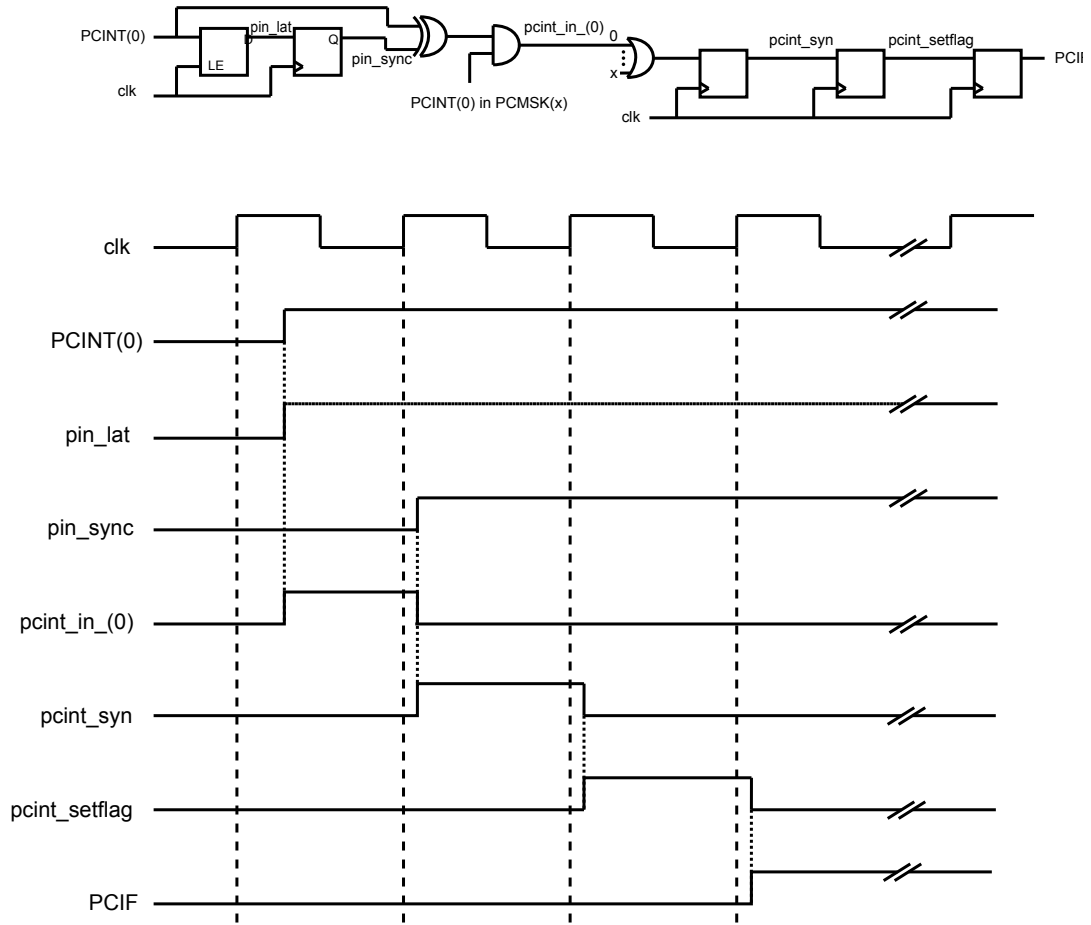 PCINT(0)
LE
pin_lat
D
Q
pin_sync
pcint_in_(0)
0
x
PCINT(0) in PCMSK(x)
clk
clk
pcint_syn
pcint_setflag
PCIF
clk
PCINT(0)
pin_lat
pin_sync
pcint_in_(0)
pcint_syn
pcint_setflag
PCIF